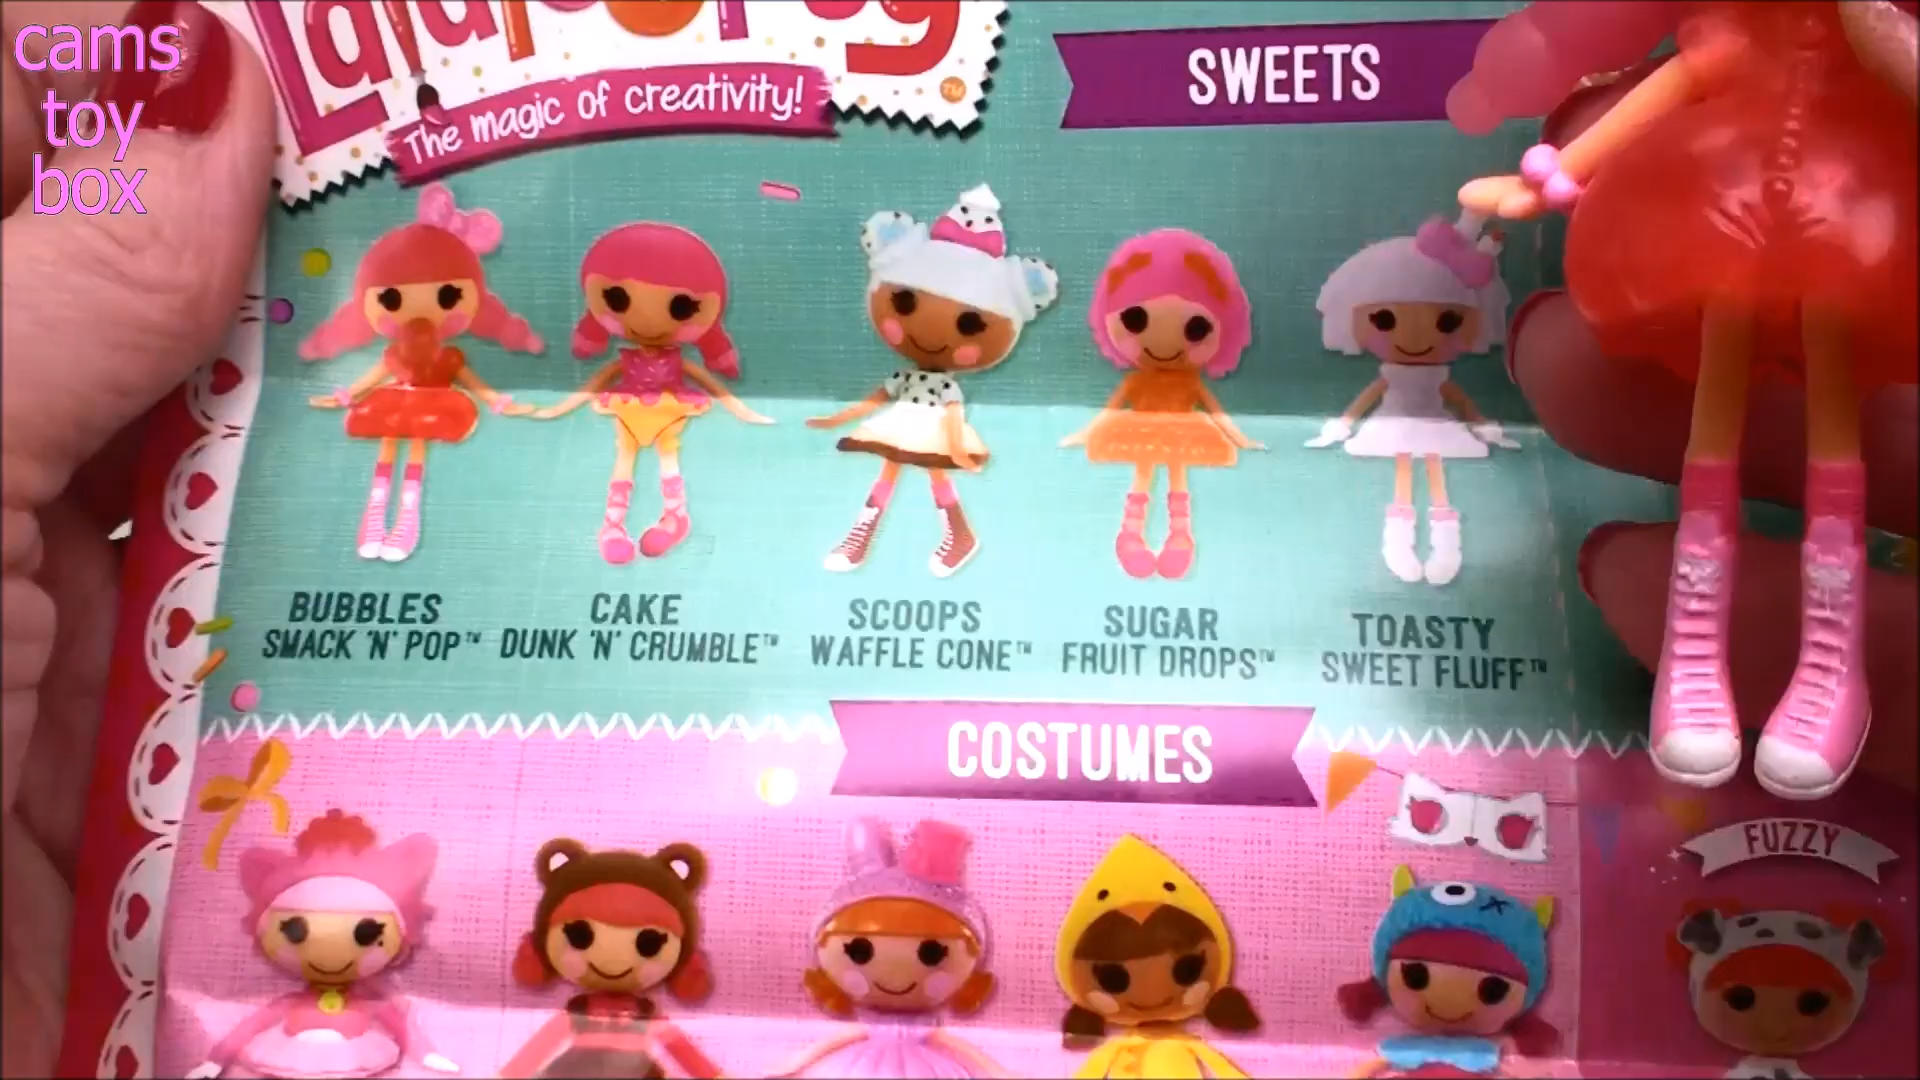 cams
toy
box
Lalaloopsy™
The magic of creativity!
SWEETS
BUBBLES
SMACK 'N' POP™
CAKE
DUNK 'N' CRUMBLE™
SCOOPS
WAFFLE CONE™
SUGAR
FRUIT DROPS™
TOASTY
SWEET FLUFF™
COSTUMES
FUZZY